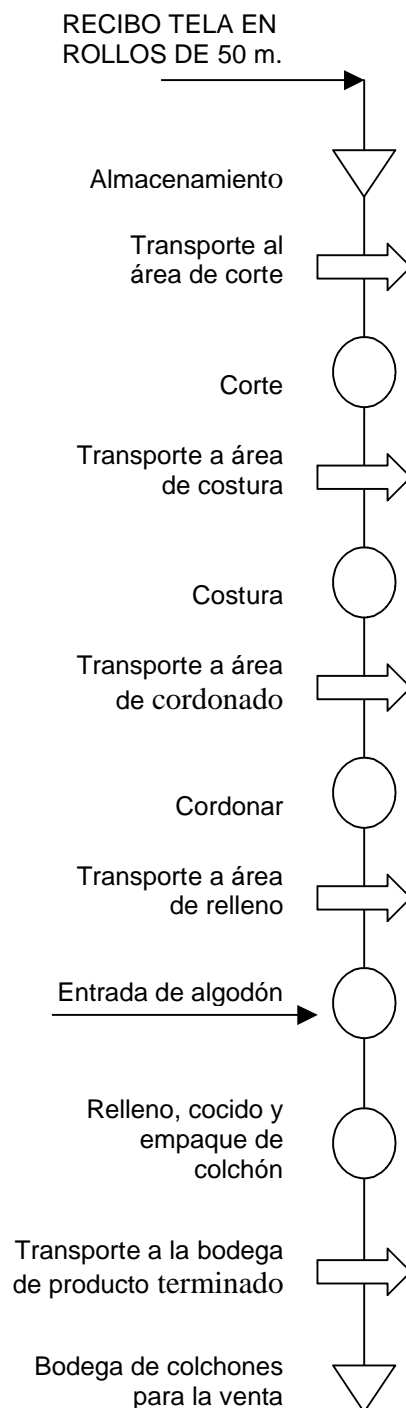 RECIBO TELA EN
ROLLOS DE 50 m.
Almacenamiento
Transporte al
área de corte
Corte
Transporte a área
de costura
Costura
Transporte a área
de cordonado
Cordonar
Transporte a área
de relleno
Entrada de algodón
Relleno, cocido y
empaque de
colchón
Transporte a la bodega
de producto terminado
Bodega de colchones
para la venta